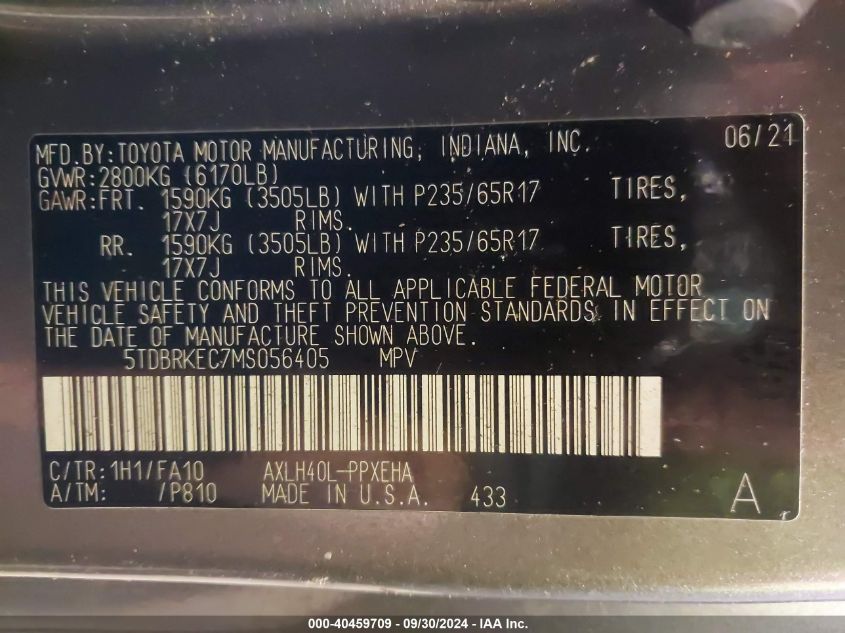 MFD.BY:TOYOTA MOTOR MANUFACTURING, INDIANA, INC. 06/21
GVWR:2800KG (6170LB)
GAWR:FRT. 1590KG (3505LB) WITH P235/65R17 TIRES,
17X7J RIMS.
RR. 1590KG (3505LB) WITH P235/65R17 TIRES,
17X7J RIMS.
THIS VEHICLE CONFORMS TO ALL APPLICABLE FEDERAL MOTOR
VEHICLE SAFETY AND THEFT PREVENTION STANDARDS IN EFFECT ON
THE DATE OF MANUFACTURE SHOWN ABOVE.
5TDBRKEC7MS056405 MPV
C/TR:1H1/FA10 AXLH40L-PPXEHA
A/TM: /P810 MADE IN U.S.A. 433 A
000-40459709 - 09/30/2024 - IAA Inc.